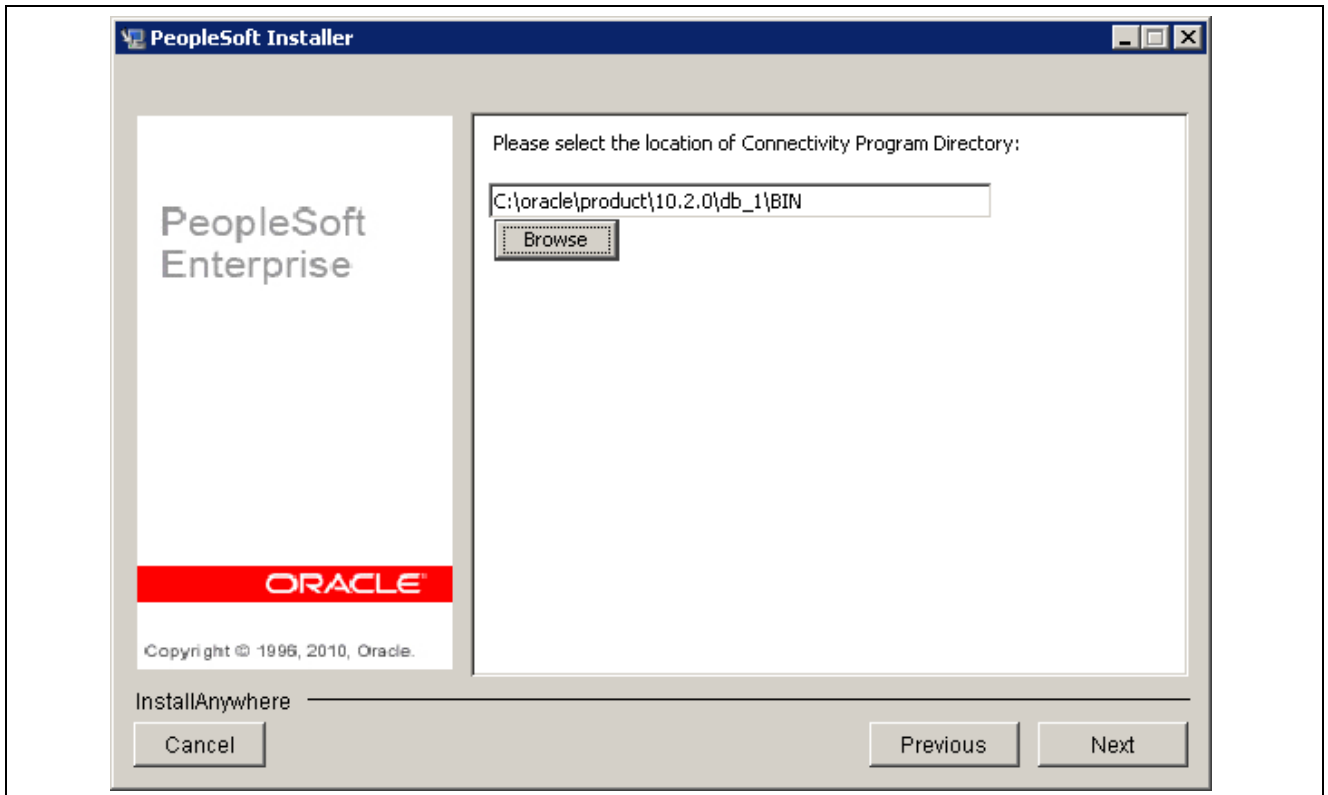 PeopleSoft Installer
Please select the location of Connectivity Program Directory:
C:\oracle\product\10.2.0\db_1\BIN
Browse
PeopleSoft
Enterprise
ORACLE
Copyright © 1996, 2010, Oracle.
InstallAnywhere
Cancel
Previous
Next